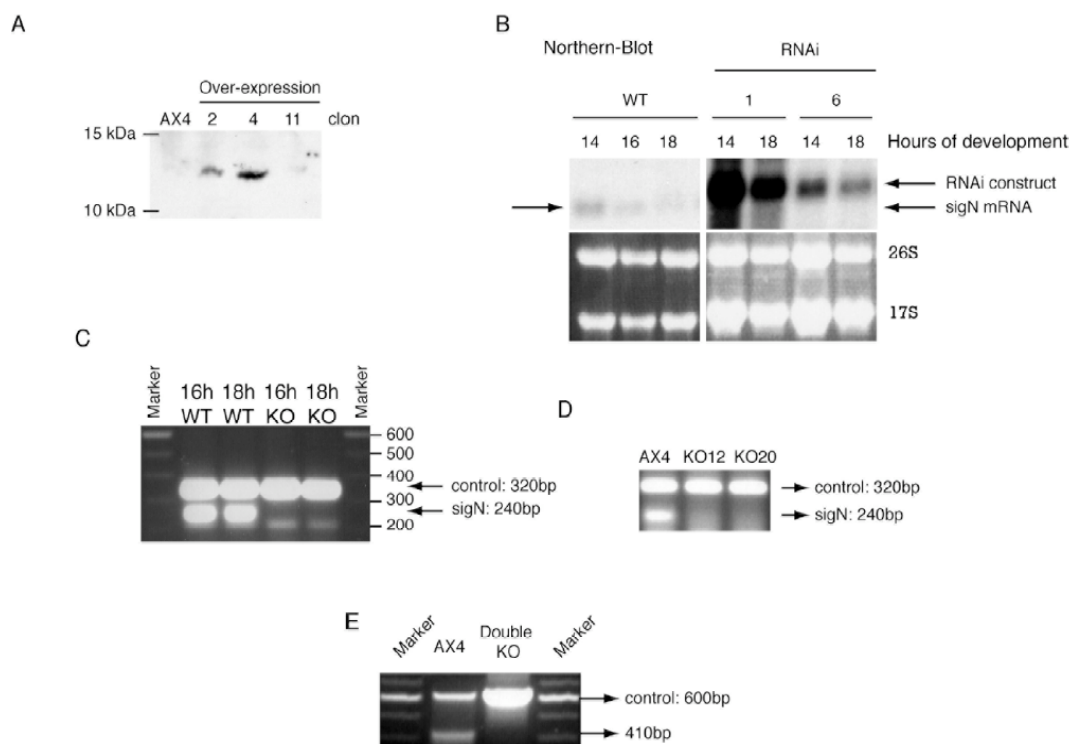 A
Over-expression
AX4 2 4 11 clon
15 kDa
10 kDa
B
Northern-Blot
RNAi
WT
1 6
14 16 18 14 18 14 18 Hours of development
RNAi construct
sigN mRNA
26S
17S
C
Marker 16h 18h 16h 18h Marker
WT WT KO KO
600
500
400
control: 320bp
300
sigN: 240bp
200
D
AX4 KO12 KO20
control: 320bp
sigN: 240bp
E
Marker AX4 Double Marker
KO
control: 600bp
410bp